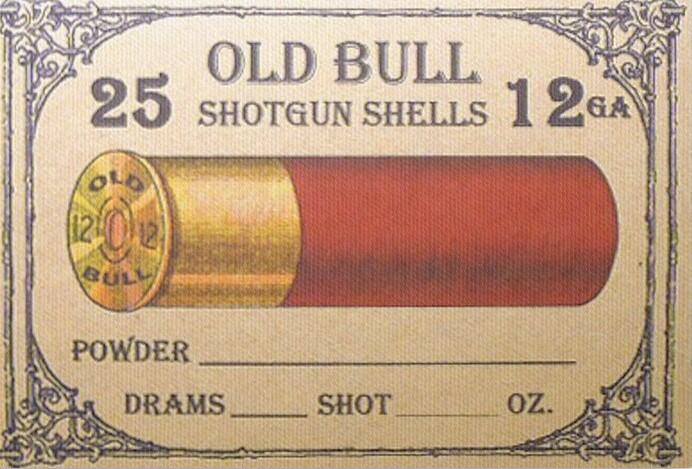 OLD BULL
25 SHOTGUN SHELLS 12GA
OLD
12 12
BULL
POWDER
DRAMS SHOT OZ.